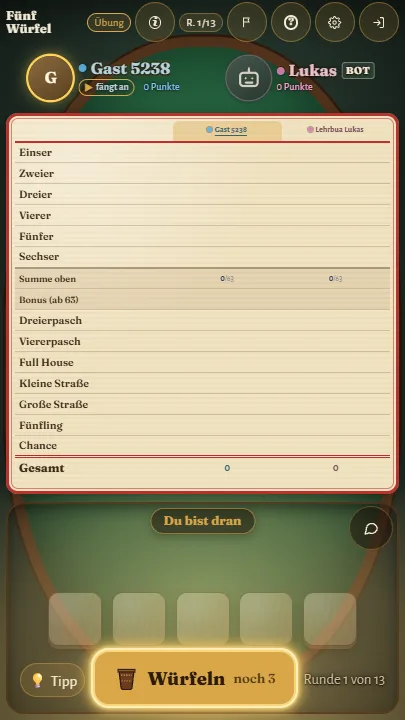 Fünf
Würfel
Übung
R. 1/13
G
Gast 5238
fängt an
0 Punkte
Lukas BOT
0 Punkte
Gast 5238
Lehrbua Lukas
Einser
Zweier
Dreier
Vierer
Fünfer
Sechser
Summe oben 0/63 0/63
Bonus (ab 63)
Dreierpasch
Viererpasch
Full House
Kleine Straße
Große Straße
Fünfling
Chance
Gesamt 0 0
Du bist dran
Tipp
Würfeln noch 3
Runde 1 von 13